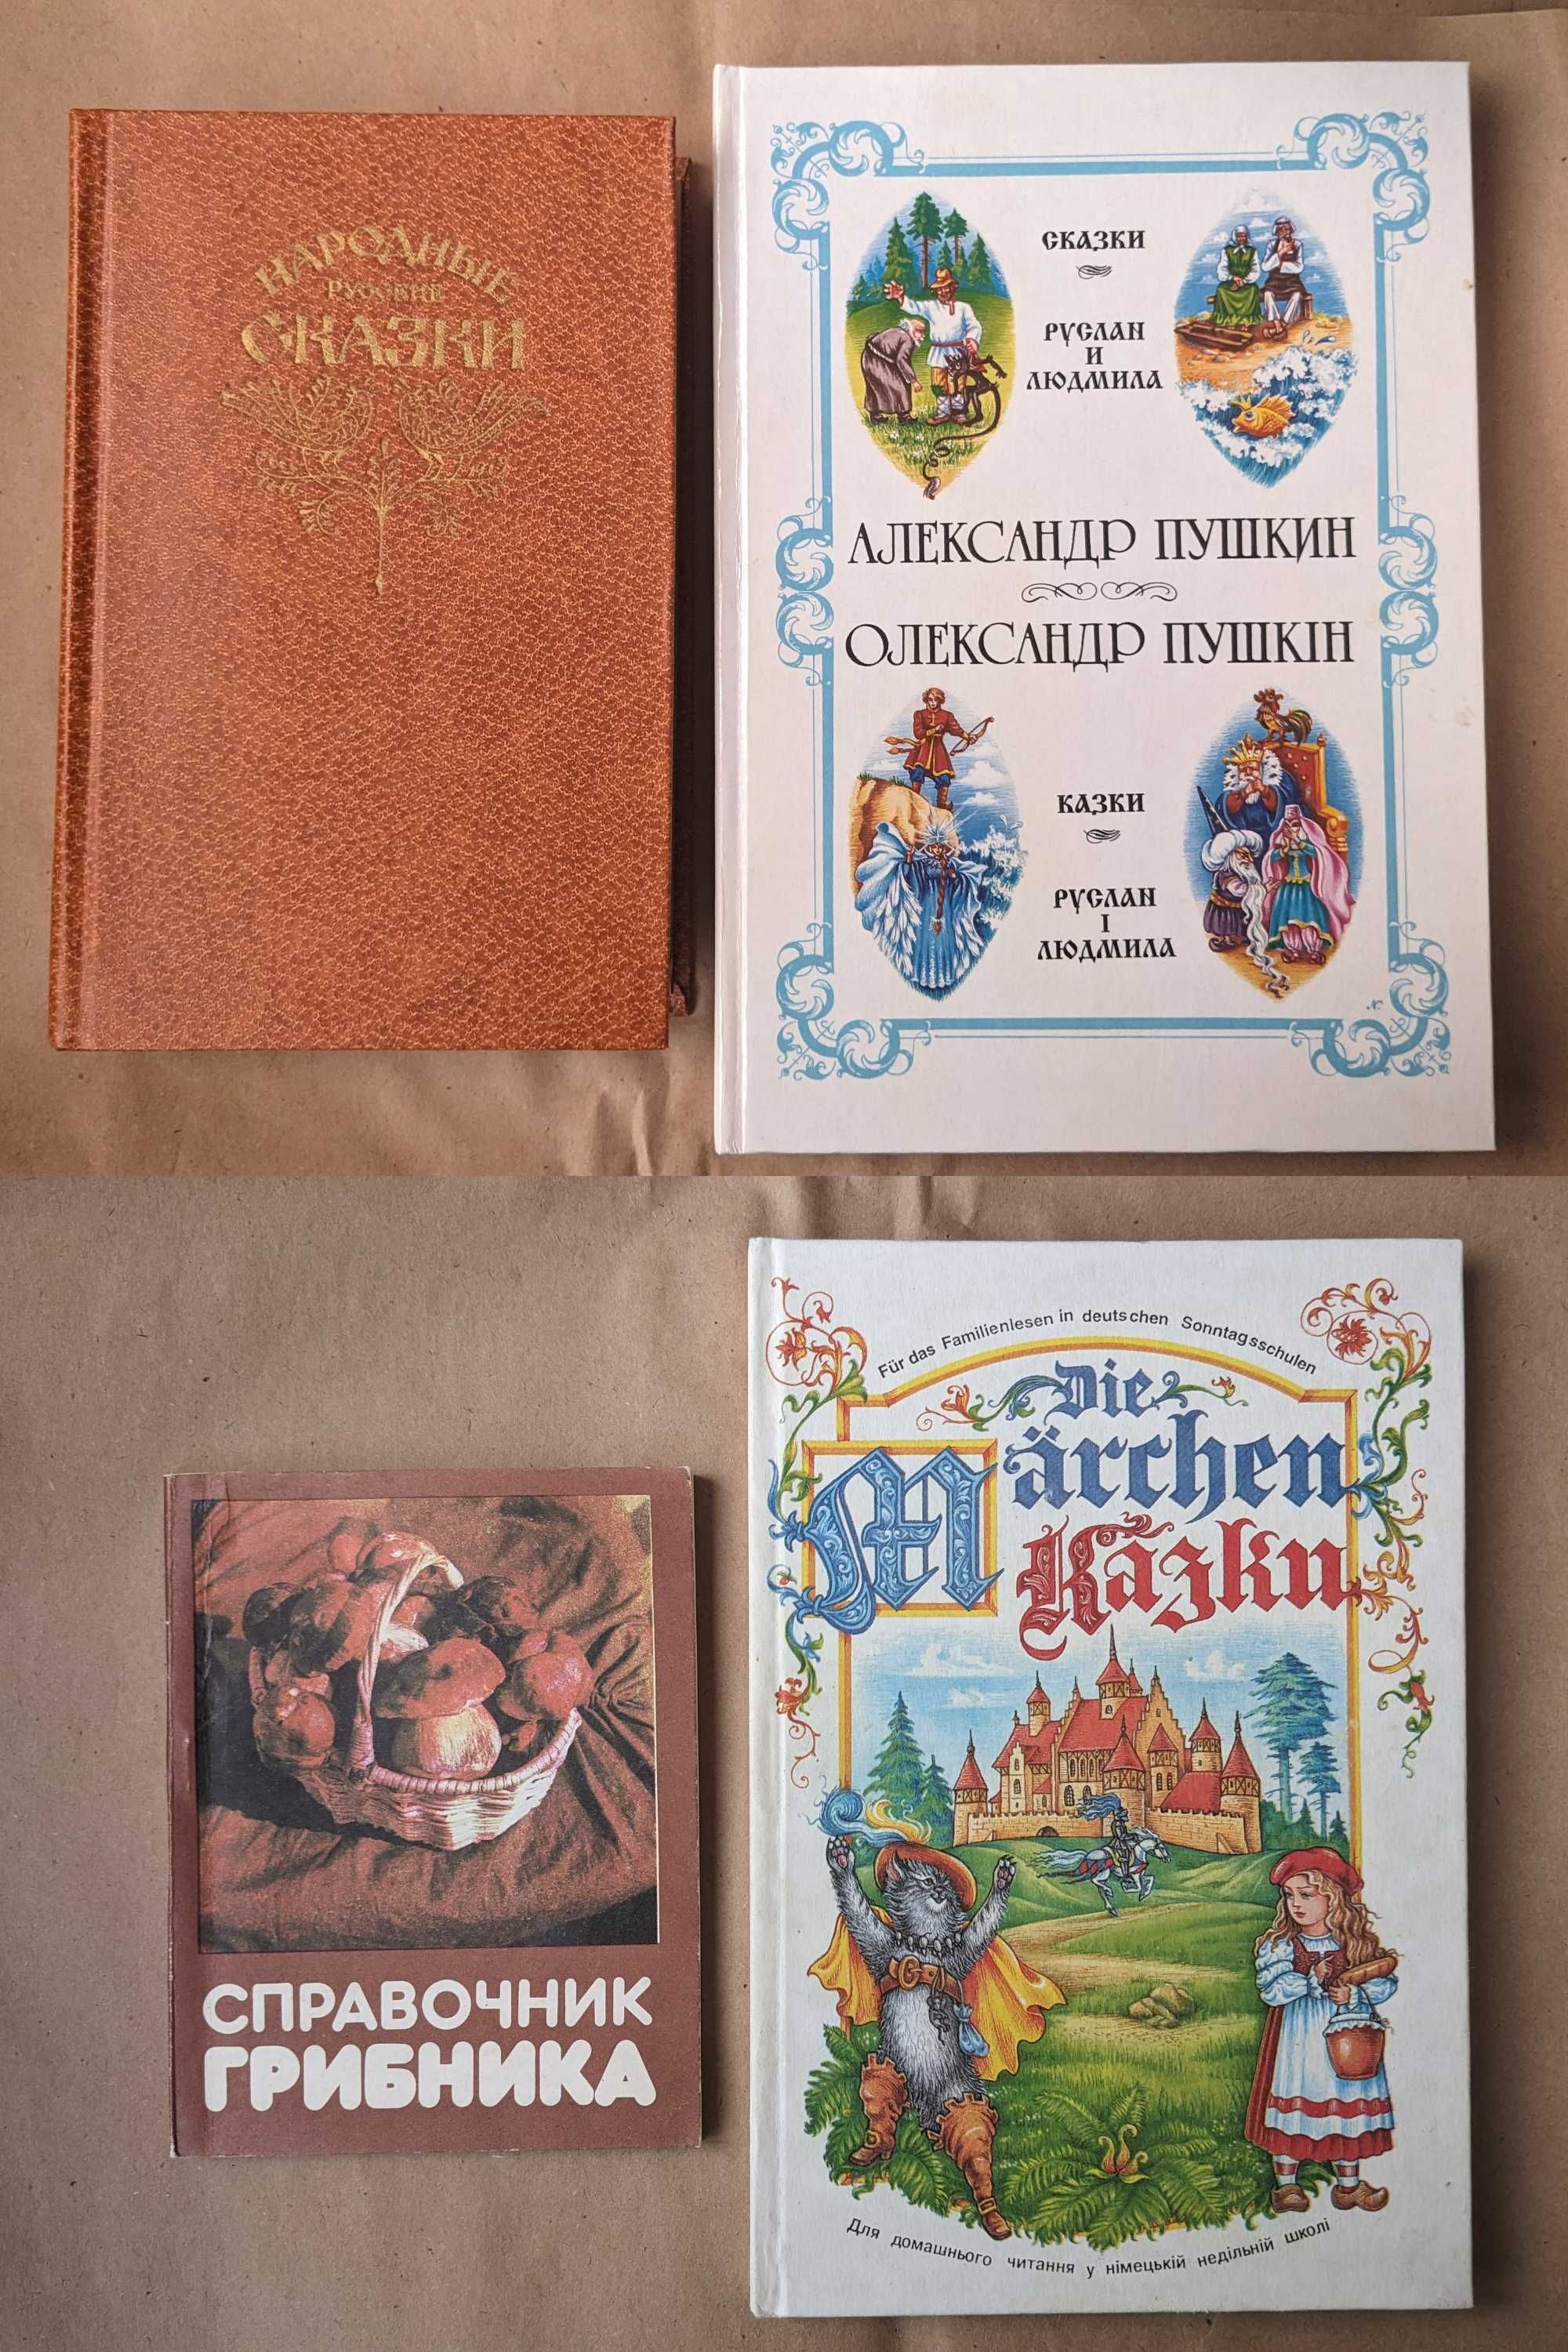 НАРОДНЫЕ
РУССКИЕ
СКАЗКИ
СКАЗКИ
РУСЛАН
И
ЛЮДМИЛА
АЛЕКСАНДР ПУШКИН
ОЛЕКСАНДР ПУШКІН
КАЗКИ
РУСЛАН
І
ЛЮДМИЛА
СПРАВОЧНИК
ГРИБНИКА
Für das Familienlesen in deutschen Sonntagsschulen
Die
Märchen
Казки
Для домашнього читання у німецькій недільній школі